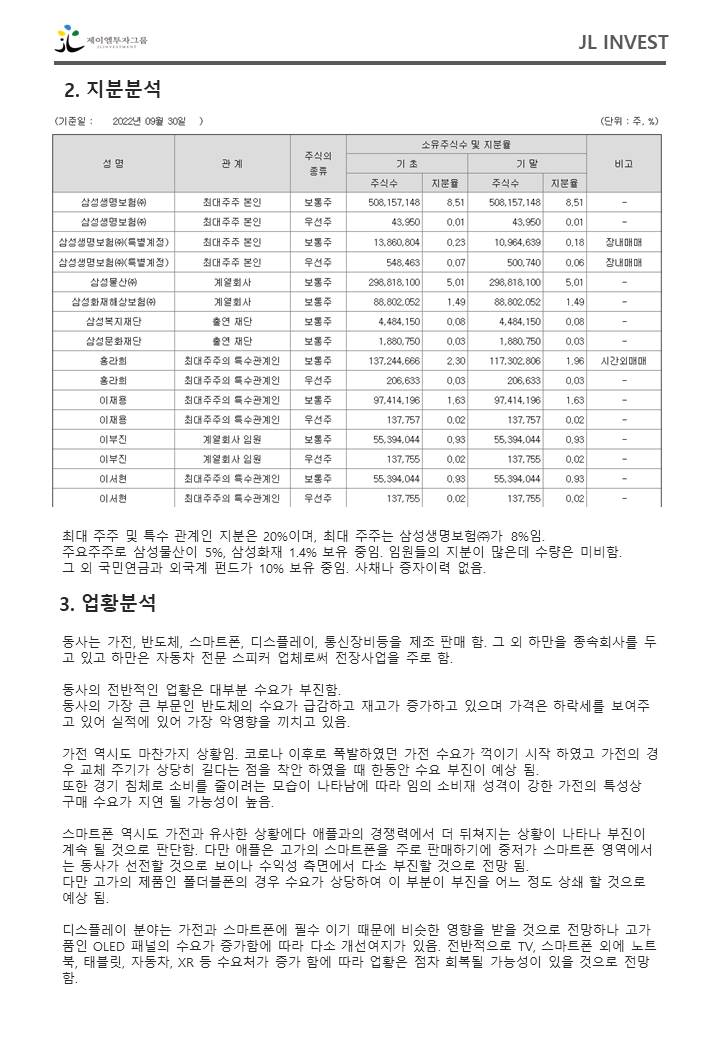 제이엘투자그룹
JLINVESTMENT
JL INVEST
2. 지분분석
(기준일 : 2022년 09월 30일 )
(단위 : 주, %)
성 명 관 계 주식의 종류 소유주식수 및 지분율 비고
기 초 기 말
주식수 지분율 주식수 지분율
삼성생명보험㈜ 최대주주 본인 보통주 508,157,148 8.51 508,157,148 8.51 -
삼성생명보험㈜ 최대주주 본인 우선주 43,950 0.01 43,950 0.01 -
삼성생명보험㈜(특별계정) 최대주주 본인 보통주 13,860,804 0.23 10,964,639 0.18 장내매매
삼성생명보험㈜(특별계정) 최대주주 본인 우선주 548,463 0.07 500,740 0.06 장내매매
삼성물산㈜ 계열회사 보통주 298,818,100 5.01 298,818,100 5.01 -
삼성화재해상보험㈜ 계열회사 보통주 88,802,052 1.49 88,802,052 1.49 -
삼성복지재단 출연 재단 보통주 4,484,150 0.08 4,484,150 0.08 -
삼성문화재단 출연 재단 보통주 1,880,750 0.03 1,880,750 0.03 -
홍라희 최대주주의 특수관계인 보통주 137,244,666 2.30 117,302,806 1.96 시간외매매
홍라희 최대주주의 특수관계인 우선주 206,633 0.03 206,633 0.03 -
이재용 최대주주의 특수관계인 보통주 97,414,196 1.63 97,414,196 1.63 -
이재용 최대주주의 특수관계인 우선주 137,757 0.02 137,757 0.02 -
이부진 계열회사 임원 보통주 55,394,044 0.93 55,394,044 0.93 -
이부진 계열회사 임원 우선주 137,755 0.02 137,755 0.02 -
이서현 최대주주의 특수관계인 보통주 55,394,044 0.93 55,394,044 0.93 -
이서현 최대주주의 특수관계인 우선주 137,755 0.02 137,755 0.02 -
최대 주주 및 특수 관계인 지분은 20%이며, 최대 주주는 삼성생명보험㈜가 8%임.
주요주주로 삼성물산이 5%, 삼성화재 1.4% 보유 중임. 임원들의 지분이 많은데 수량은 미비함.
그 외 국민연금과 외국계 펀드가 10% 보유 중임. 사채나 증자이력 없음.
3. 업황분석
동사는 가전, 반도체, 스마트폰, 디스플레이, 통신장비등을 제조 판매 함. 그 외 하만을 종속회사를 두
고 있고 하만은 자동차 전문 스피커 업체로써 전장사업을 주로 함.
동사의 전반적인 업황은 대부분 수요가 부진함.
동사의 가장 큰 부문인 반도체의 수요가 급감하고 재고가 증가하고 있으며 가격은 하락세를 보여주
고 있어 실적에 있어 가장 악영향을 끼치고 있음.
가전 역시도 마찬가지 상황임. 코로나 이후로 폭발하였던 가전 수요가 꺽이기 시작 하였고 가전의 경
우 교체 주기가 상당히 길다는 점을 착안 하였을 때 한동안 수요 부진이 예상 됨.
또한 경기 침체로 소비를 줄이려는 모습이 나타남에 따라 임의 소비재 성격이 강한 가전의 특성상
구매 수요가 지연 될 가능성이 높음.
스마트폰 역시도 가전과 유사한 상황에다 애플과의 경쟁력에서 더 뒤쳐지는 상황이 나타나 부진이
계속 될 것으로 판단함. 다만 애플은 고가의 스마트폰을 주로 판매하기에 중저가 스마트폰 영역에서
는 동사가 선전할 것으로 보이나 수익성 측면에서 다소 부진할 것으로 전망 됨.
다만 고가의 제품인 폴더블폰의 경우 수요가 상당하여 이 부분이 부진을 어느 정도 상쇄 할 것으로
예상 됨.
디스플레이 분야는 가전과 스마트폰에 필수 이기 때문에 비슷한 영향을 받을 것으로 전망하나 고가
품인 OLED 패널의 수요가 증가함에 따라 다소 개선여지가 있음. 전반적으로 TV, 스마트폰 외에 노트
북, 태블릿, 자동차, XR 등 수요처가 증가 함에 따라 업황은 점차 회복될 가능성이 있을 것으로 전망
함.